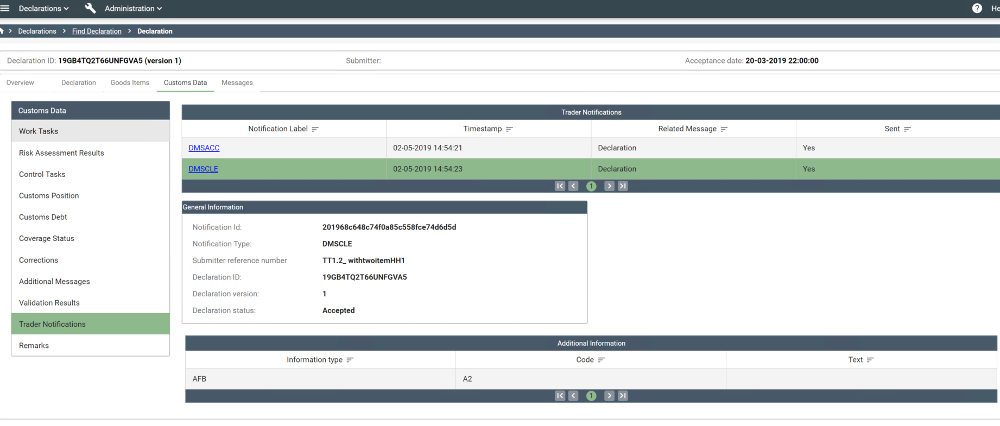 Declarations Administration ? He
> Declarations > Find Declaration > Declaration
Declaration ID: 19GB4TQ2T66UNFGVA5 (version 1) Submitter: Acceptance date: 20-03-2019 22:00:00
Overview Declaration Goods Items Customs Data Messages
Customs Data
Work Tasks
Risk Assessment Results
Control Tasks
Customs Position
Customs Debt
Coverage Status
Corrections
Additional Messages
Validation Results
Trader Notifications
Remarks
Trader Notifications
Notification Label Timestamp Related Message Sent
DMSACC 02-05-2019 14:54:21 Declaration Yes
DMSCLE 02-05-2019 14:54:23 Declaration Yes
1
General Information
Notification Id: 201968c648c74f0a85c558fce74d6d5d
Notification Type: DMSCLE
Submitter reference number TT1.2_ withtwoitemHH1
Declaration ID: 19GB4TQ2T66UNFGVA5
Declaration version: 1
Declaration status: Accepted
Additional Information
Information type Code Text
AFB A2
1